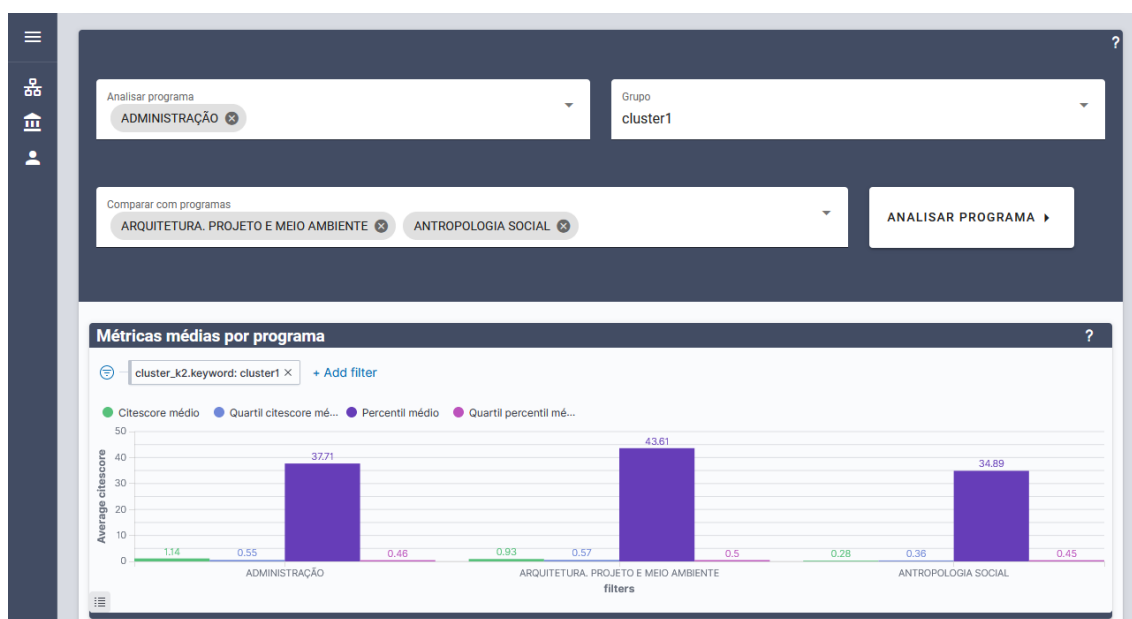 ?
Analisar programa
ADMINISTRAÇÃO
Grupo
cluster1
Comparar com programas
ARQUITETURA. PROJETO E MEIO AMBIENTE
ANTROPOLOGIA SOCIAL
ANALISAR PROGRAMA
Métricas médias por programa ?
cluster_k2.keyword: cluster1 × + Add filter
Citescore médio Quartil citescore mé... Percentil médio Quartil percentil mé...
Average citescore
50
40
30
20
10
0
1.14 0.55 37.71 0.46
0.93 0.57 43.61 0.5
0.28 0.36 34.89 0.45
ADMINISTRAÇÃO ARQUITETURA. PROJETO E MEIO AMBIENTE ANTROPOLOGIA SOCIAL
filters